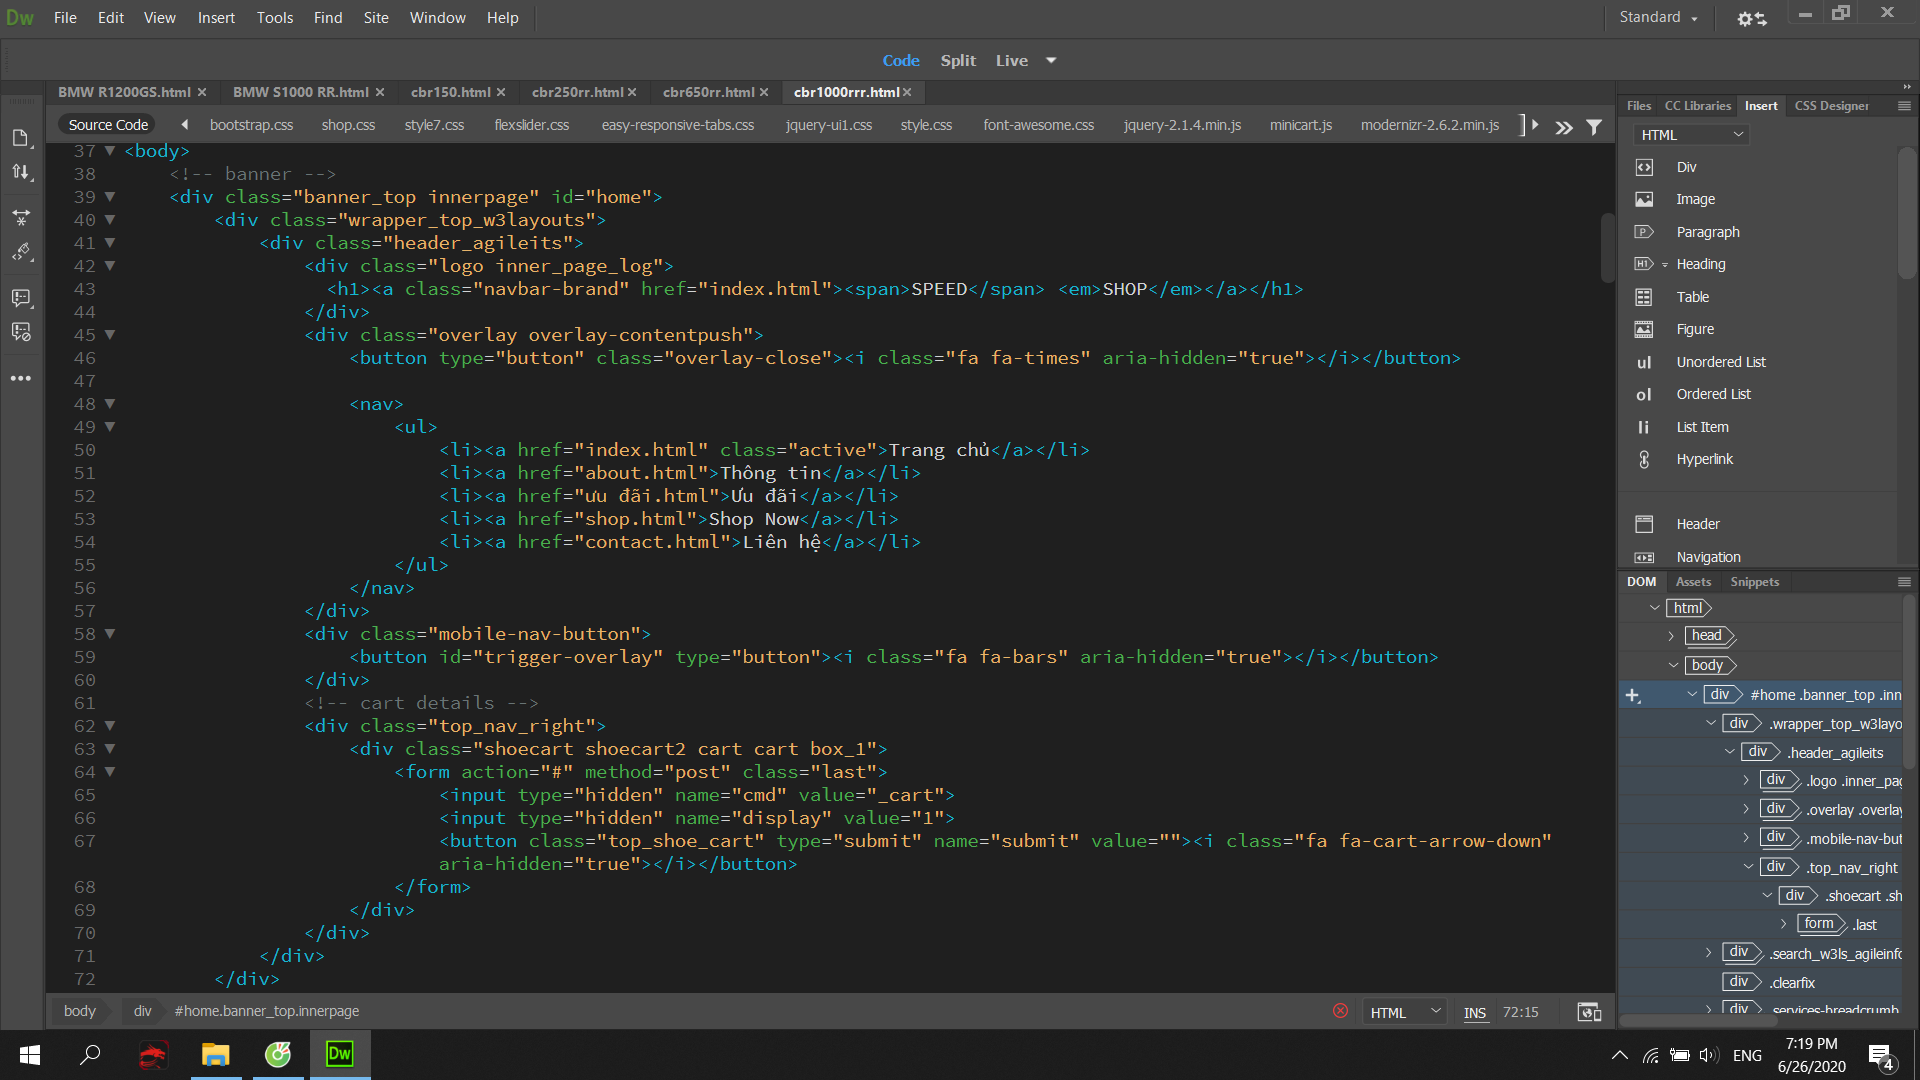 Dw File Edit View Insert Tools Find Site Window Help Standard
Code Split Live
BMW R1200GS.html × BMW S1000 RR.html × cbr150.html × cbr250rr.html × cbr650rr.html × cbr1000rrr.html ×
Source Code bootstrap.css shop.css style7.css flexslider.css easy-responsive-tabs.css jquery-ui1.css style.css font-awesome.css jquery-2.1.4.min.js minicart.js modernizr-2.6.2.min.js
37 <body>
38 <!-- banner -->
39 <div class="banner_top innerpage" id="home">
40 <div class="wrapper_top_w3layouts">
41 <div class="header_agileits">
42 <div class="logo inner_page_log">
43 <h1><a class="navbar-brand" href="index.html"><span>SPEED</span> <em>SHOP</em></a></h1>
44 </div>
45 <div class="overlay overlay-contentpush">
46 <button type="button" class="overlay-close"><i class="fa fa-times" aria-hidden="true"></i></button>
47
48 <nav>
49 <ul>
50 <li><a href="index.html" class="active">Trang chủ</a></li>
51 <li><a href="about.html">Thông tin</a></li>
52 <li><a href="ưu đãi.html">Ưu đãi</a></li>
53 <li><a href="shop.html">Shop Now</a></li>
54 <li><a href="contact.html">Liên hệ</a></li>
55 </ul>
56 </nav>
57 </div>
58 <div class="mobile-nav-button">
59 <button id="trigger-overlay" type="button"><i class="fa fa-bars" aria-hidden="true"></i></button>
60 </div>
61 <!-- cart details -->
62 <div class="top_nav_right">
63 <div class="shoecart shoecart2 cart cart box_1">
64 <form action="#" method="post" class="last">
65 <input type="hidden" name="cmd" value="_cart">
66 <input type="hidden" name="display" value="1">
67 <button class="top_shoe_cart" type="submit" name="submit" value=""><i class="fa fa-cart-arrow-down"
aria-hidden="true"></i></button>
68 </form>
69 </div>
70 </div>
71 </div>
72 </div>
body div #home.banner_top.innerpage HTML INS 72:15
Files CC Libraries Insert CSS Designer
HTML
Div
Image
Paragraph
H1 Heading
Table
Figure
ul Unordered List
ol Ordered List
li List Item
Hyperlink
Header
Navigation
DOM Assets Snippets
html
head
body
div #home .banner_top .inn
div .wrapper_top_w3layo
div .header_agileits
div .logo .inner_pag
div .overlay .overlay
div .mobile-nav-but
div .top_nav_right
div .shoecart .sh
form .last
div .search_w3ls_agileinfo
div .clearfix
div .services-breadcrumb
Dw ENG 7:19 PM
6/26/2020 4